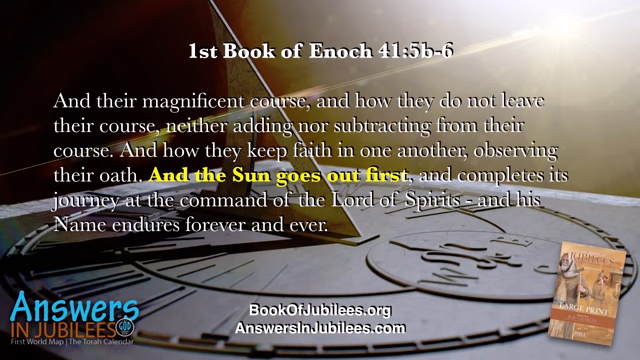 1st Book of Enoch 41:5b-6
And their magnificent course, and how they do not leave
their course, neither adding nor subtracting from their
course. And how they keep faith in one another, observing
their oath. And the Sun goes out first, and completes its
journey at the command of the Lord of Spirits - and his
Name endures forever and ever.
JUBILEES
LARGE PRINT
Answers
IN JUBILEES
First World Map | The Torah Calendar
BookOfJubilees.org
AnswersInJubilees.com